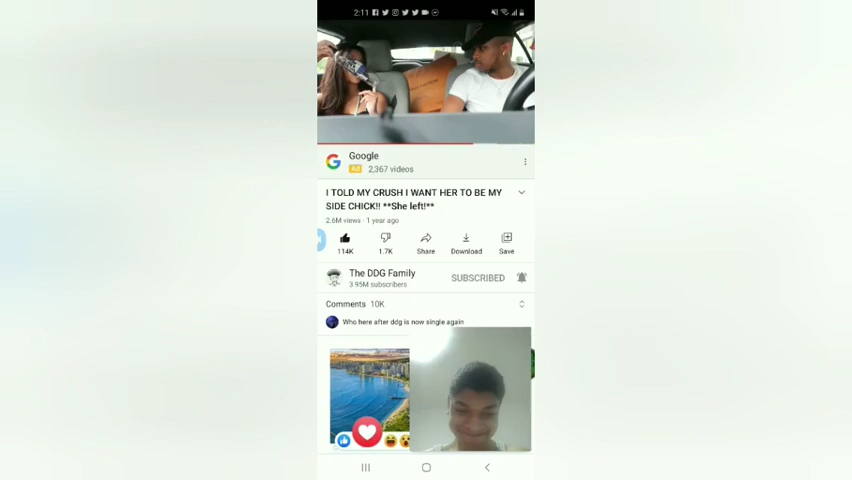 2:11
Google
Ad 2,367 videos
I TOLD MY CRUSH I WANT HER TO BE MY
SIDE CHICK!! **She left!**
2.6M views · 1 year ago
114K 1.7K Share Download Save
The DDG Family
3.95M subscribers
SUBSCRIBED
Comments 10K
Who here after ddg is now single again